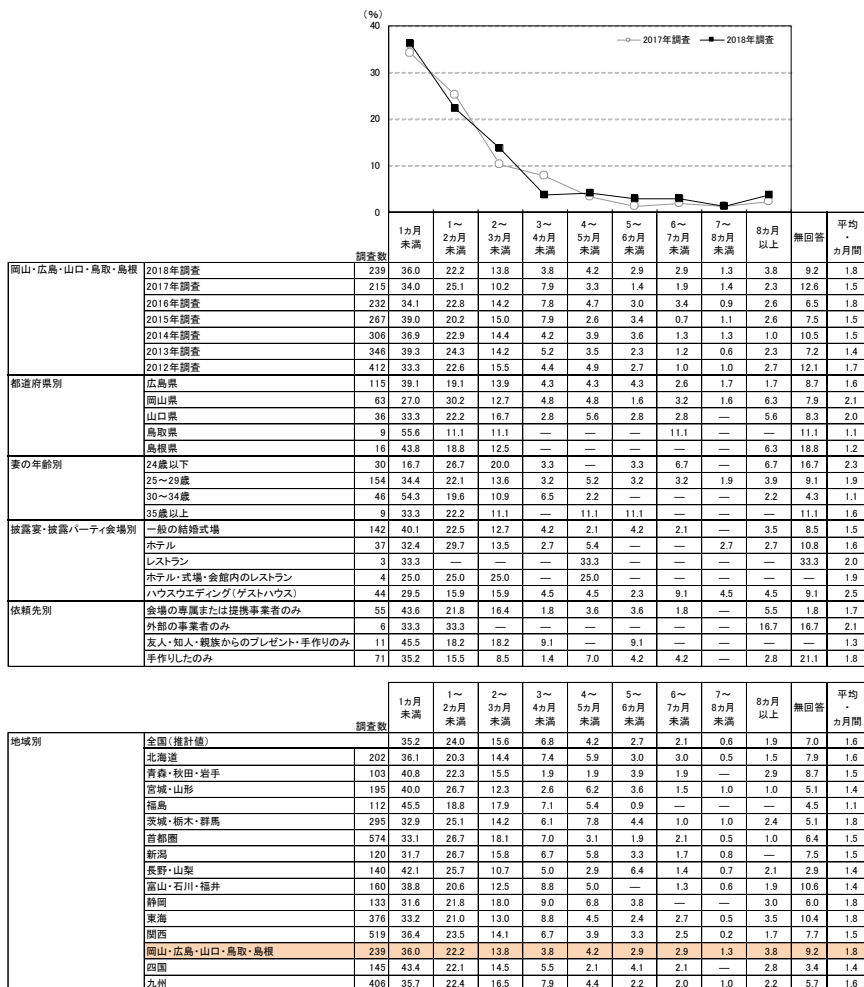 (%)
40
30
20
10
0
2017年調査 2018年調査
調査数 1ヵ月未満 1～2ヵ月未満 2～3ヵ月未満 3～4ヵ月未満 4～5ヵ月未満 5～6ヵ月未満 6～7ヵ月未満 7～8ヵ月未満 8ヵ月以上 無回答 平均・ヵ月間
岡山・広島・山口・鳥取・島根 2018年調査 239 36.0 22.2 13.8 3.8 4.2 2.9 2.9 1.3 3.8 9.2 1.8
2017年調査 215 34.0 25.1 10.2 7.9 3.3 1.4 1.9 1.4 2.3 12.6 1.5
2016年調査 232 34.1 22.8 14.2 7.8 4.7 3.0 3.4 0.9 2.6 6.5 1.8
2015年調査 267 39.0 20.2 15.0 7.9 2.6 3.4 0.7 1.1 2.6 7.5 1.5
2014年調査 306 36.9 22.9 14.4 4.2 3.9 3.6 1.3 1.3 1.0 10.5 1.5
2013年調査 346 39.3 24.3 14.2 5.2 3.5 2.3 1.2 0.6 2.3 7.2 1.4
2012年調査 412 33.3 22.6 15.5 4.4 4.9 2.7 1.0 1.0 2.7 12.1 1.7
都道府県別 広島県 115 39.1 19.1 13.9 4.3 4.3 4.3 2.6 1.7 1.7 8.7 1.6
岡山県 63 27.0 30.2 12.7 4.8 4.8 1.6 3.2 1.6 6.3 7.9 2.1
山口県 36 33.3 22.2 16.7 2.8 5.6 2.8 2.8 — 5.6 8.3 2.0
鳥取県 9 55.6 11.1 11.1 — — — 11.1 — — 11.1 1.1
島根県 16 43.8 18.8 12.5 — — — — — 6.3 18.8 1.2
妻の年齢別 24歳以下 30 16.7 26.7 20.0 3.3 — 3.3 6.7 — 6.7 16.7 2.3
25～29歳 154 34.4 22.1 13.6 3.2 5.2 3.2 3.2 1.9 3.9 9.1 1.9
30～34歳 46 54.3 19.6 10.9 6.5 2.2 — — — 2.2 4.3 1.1
35歳以上 9 33.3 22.2 11.1 — 11.1 11.1 — — — 11.1 1.6
披露宴・披露パーティ会場別 一般の結婚式場 142 40.1 22.5 12.7 4.2 2.1 4.2 2.1 — 3.5 8.5 1.5
ホテル 37 32.4 29.7 13.5 2.7 5.4 — — 2.7 2.7 10.8 1.6
レストラン 3 33.3 — — — 33.3 — — — — 33.3 2.0
ホテル・式場・会館内のレストラン 4 25.0 25.0 25.0 — 25.0 — — — — — 1.9
ハウスウエディング(ゲストハウス) 44 29.5 15.9 15.9 4.5 4.5 2.3 9.1 4.5 4.5 9.1 2.5
依頼先別 会場の専属または提携事業者のみ 55 43.6 21.8 16.4 1.8 3.6 3.6 1.8 — 5.5 1.8 1.7
外部の事業者のみ 6 33.3 33.3 — — — — — — 16.7 16.7 2.1
友人・知人・親族からのプレゼント・手作りのみ 11 45.5 18.2 18.2 9.1 — 9.1 — — — — 1.3
手作りしたのみ 71 35.2 15.5 8.5 1.4 7.0 4.2 4.2 — 2.8 21.1 1.8
調査数 1ヵ月未満 1～2ヵ月未満 2～3ヵ月未満 3～4ヵ月未満 4～5ヵ月未満 5～6ヵ月未満 6～7ヵ月未満 7～8ヵ月未満 8ヵ月以上 無回答 平均・ヵ月間
地域別 全国(推計値) 35.2 24.0 15.6 6.8 4.2 2.7 2.1 0.6 1.9 7.0 1.6
北海道 202 36.1 20.3 14.4 7.4 5.9 3.0 3.0 0.5 1.5 7.9 1.6
青森・秋田・岩手 103 40.8 22.3 15.5 1.9 1.9 3.9 1.9 — 2.9 8.7 1.5
宮城・山形 195 40.0 26.7 12.3 2.6 6.2 3.6 1.5 1.0 1.0 5.1 1.4
福島 112 45.5 18.8 17.9 7.1 5.4 0.9 — — — 4.5 1.1
茨城・栃木・群馬 295 32.9 25.1 14.2 6.1 7.8 4.4 1.0 1.0 2.4 5.1 1.8
首都圏 574 33.1 26.7 18.1 7.0 3.1 1.9 2.1 0.5 1.0 6.4 1.5
新潟 120 31.7 26.7 15.8 6.7 5.8 3.3 1.7 0.8 — 7.5 1.5
長野・山梨 140 42.1 25.7 10.7 5.0 2.9 6.4 1.4 0.7 2.1 2.9 1.4
富山・石川・福井 160 38.8 20.6 12.5 8.8 5.0 — 1.3 0.6 1.9 10.6 1.4
静岡 133 31.6 21.8 18.0 9.0 6.8 3.8 — — 3.0 6.0 1.8
東海 376 33.2 21.0 13.0 8.8 4.5 2.4 2.7 0.5 3.5 10.4 1.8
関西 519 36.4 23.5 14.1 6.7 3.9 3.3 2.5 0.2 1.7 7.7 1.5
岡山・広島・山口・鳥取・島根 239 36.0 22.2 13.8 3.8 4.2 2.9 2.9 1.3 3.8 9.2 1.8
四国 145 43.4 22.1 14.5 5.5 2.1 4.1 2.1 — 2.8 3.4 1.4
九州 406 35.7 22.4 16.5 7.9 4.4 2.2 2.0 1.0 2.2 5.7 1.6